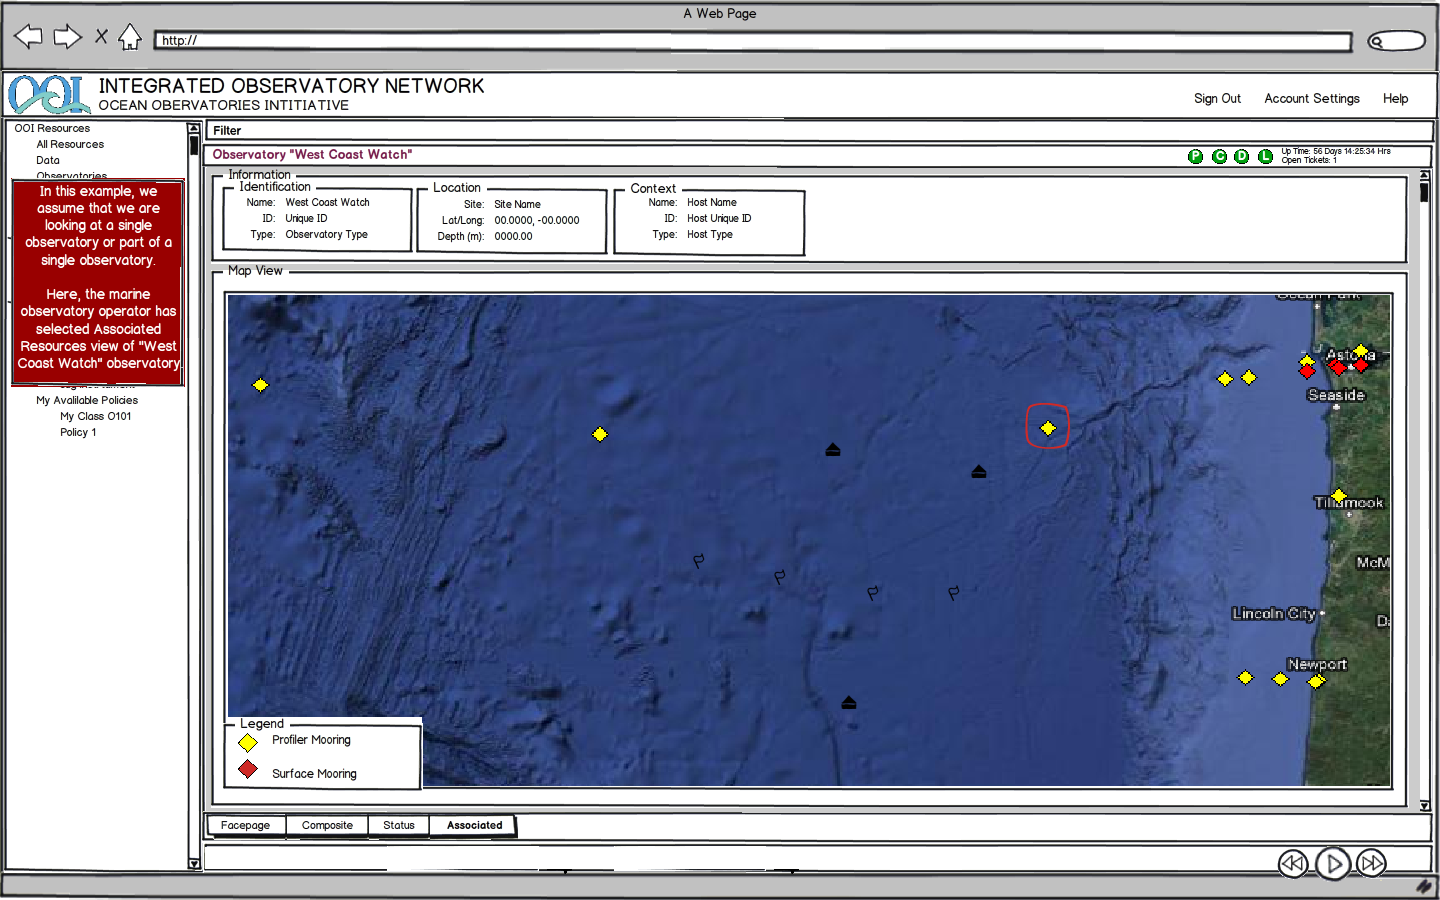 A Web Page
http://
OOI
INTEGRATED OBSERVATORY NETWORK
OCEAN OBERVATORIES INTITIATIVE
Sign Out Account Settings Help
OOI Resources
All Resources
Data
Observatories
In this example, we
assume that we are
looking at a single
observatory or part of a
single observatory.
Here, the marine
observatory operator has
selected Associated
Resources view of "West
Coast Watch" observatory
My Avalilable Policies
My Class O101
Policy 1
Filter
Observatory "West Coast Watch"
P C D L
Up Time: 56 Days 14:25:34 Hrs
Open Tickets: 1
Information
Identification
Name: West Coast Watch
ID: Unique ID
Type: Observatory Type
Location
Site: Site Name
Lat/Long: 00.0000, -00.0000
Depth (m): 0000.00
Context
Name: Host Name
ID: Host Unique ID
Type: Host Type
Map View
Ocean Park
Astoria
Seaside
Tillamook
McM
Lincoln City
Da
Newport
Legend
Profiler Mooring
Surface Mooring
Facepage Composite Status Associated